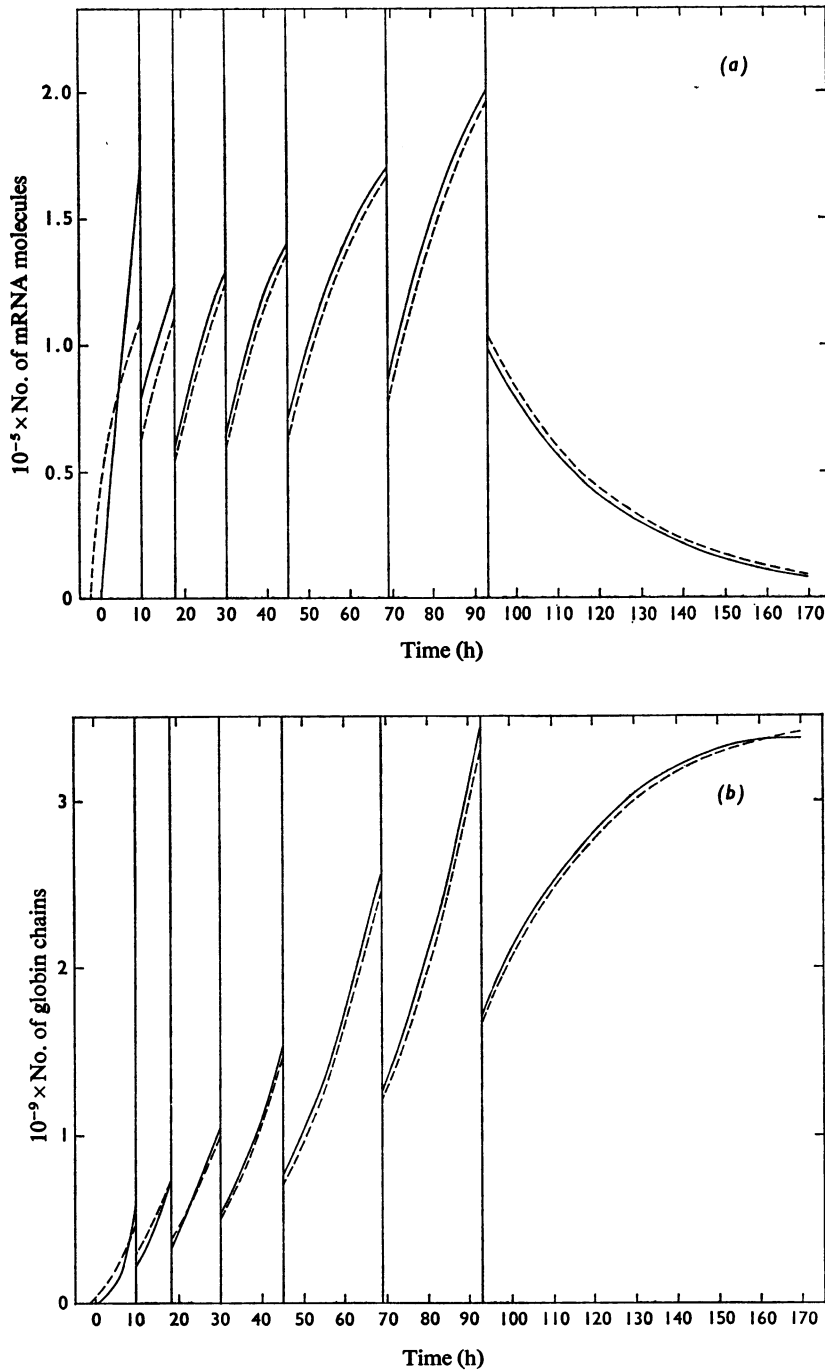 (a)
2.0
1.5
1.0
0.5
0
10⁻⁵ × No. of mRNA molecules
0 10 20 30 40 50 60 70 80 90 100 110 120 130 140 150 160 170
Time (h)
(b)
3
2
1
0
10⁻⁹ × No. of globin chains
0 10 20 30 40 50 60 70 80 90 100 110 120 130 140 150 160 170
Time (h)